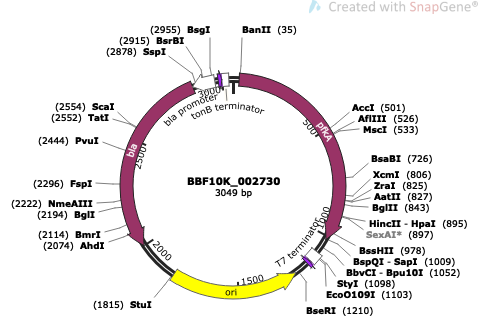 Created with SnapGene®
(2955) BsgI
(2915) BsrBI
(2878) SspI
BanII (35)
bla promoter
3000
tonB terminator
(2554) ScaI
(2552) TatI
(2444) PvuI
(2296) FspI
(2222) NmeAIII
(2194) BglI
(2114) BmrI
(2074) AhdI
(1815) StuI
AccI (501)
AflIII (526)
MscI (533)
BsaBI (726)
XcmI (806)
ZraI (825)
AatII (827)
BglII (843)
HincII - HpaI (895)
SexAI* (897)
BssHII (978)
BspQI - SapI (1009)
BbvCI - Bpu10I (1052)
StyI (1098)
EcoO109I (1103)
BseRI (1210)
pfkA
500
bla
2500
BBF10K_002730
3049 bp
1000
T7 terminator
2000
1500
ori